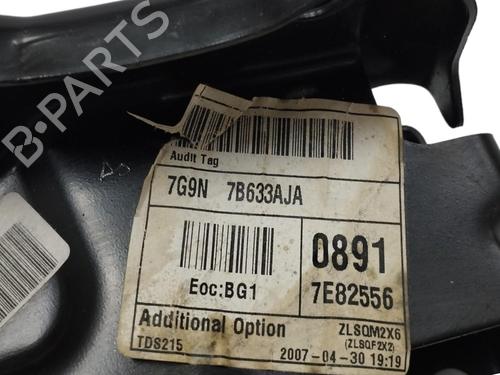 B-PARTS
Audit Tag
7G9N 7B633AJA
0891
Eoc:BG1
7E82556
Additional Option
ZLSQM2X6
(ZLSQF2X2)
TDS215
2007-04-30 19:19